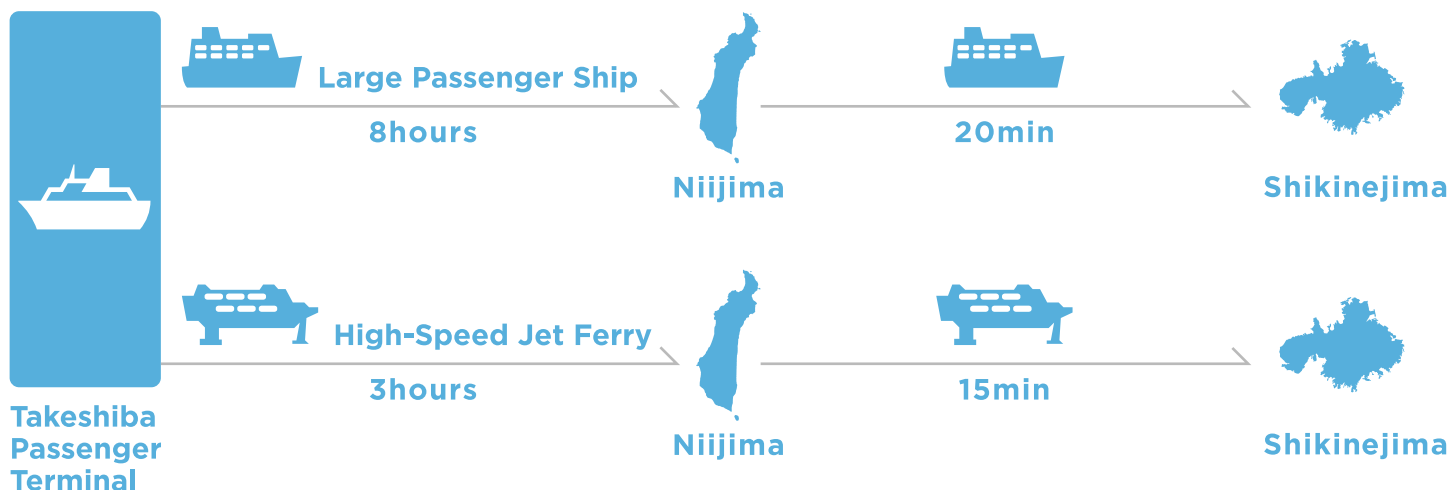 Large Passenger Ship
8hours
20min
Niijima
Shikinejima
High-Speed Jet Ferry
3hours
15min
Niijima
Shikinejima
Takeshiba
Passenger
Terminal